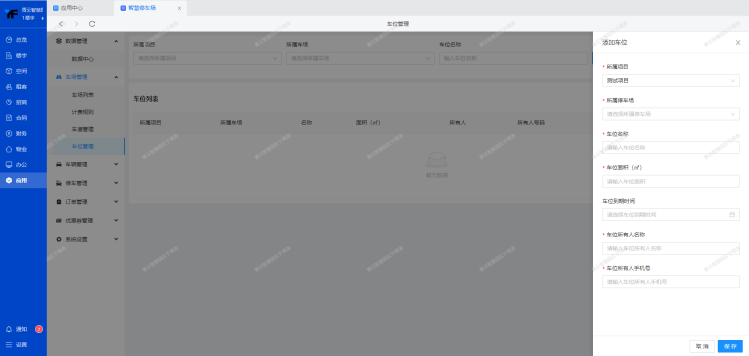 应用中心
智慧停车场
1楼宇
车位管理
总览
楼宇
空间
租客
招商
合同
财务
物业
办公
应用
通知
设置
数据管理
数据中心
车场管理
车场列表
计费规则
车道管理
车位管理
车辆管理
停车管理
订单管理
优惠券管理
系统设置
所属项目
所属车场
车位名称
请选择所属项目
请选择所属车场
输入车位名称
车位列表
所属项目
所属车场
名称
面积（㎡）
所有人
所有人号码
暂无数据
添加车位
* 所属项目
测试项目
* 所属停车场
请选择所属停车场
* 车位名称
请输入车位名称
* 车位面积（㎡）
请输入车位面积
车位到期时间
请选择车位到期时间
* 车位所有人名称
请输入车位所有人名称
* 车位所有人手机号
请输入车位所有人手机号
取 消
保 存